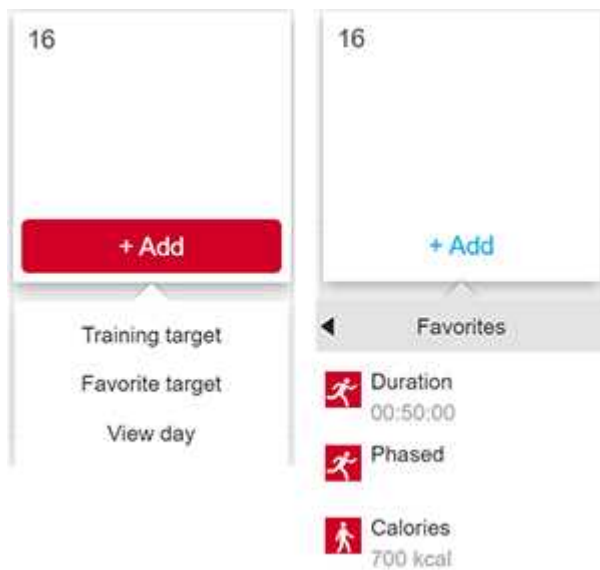 16
+ Add
Training target
Favorite target
View day
16
+ Add
Favorites
Duration
00:50:00
Phased
Calories
700 kcal